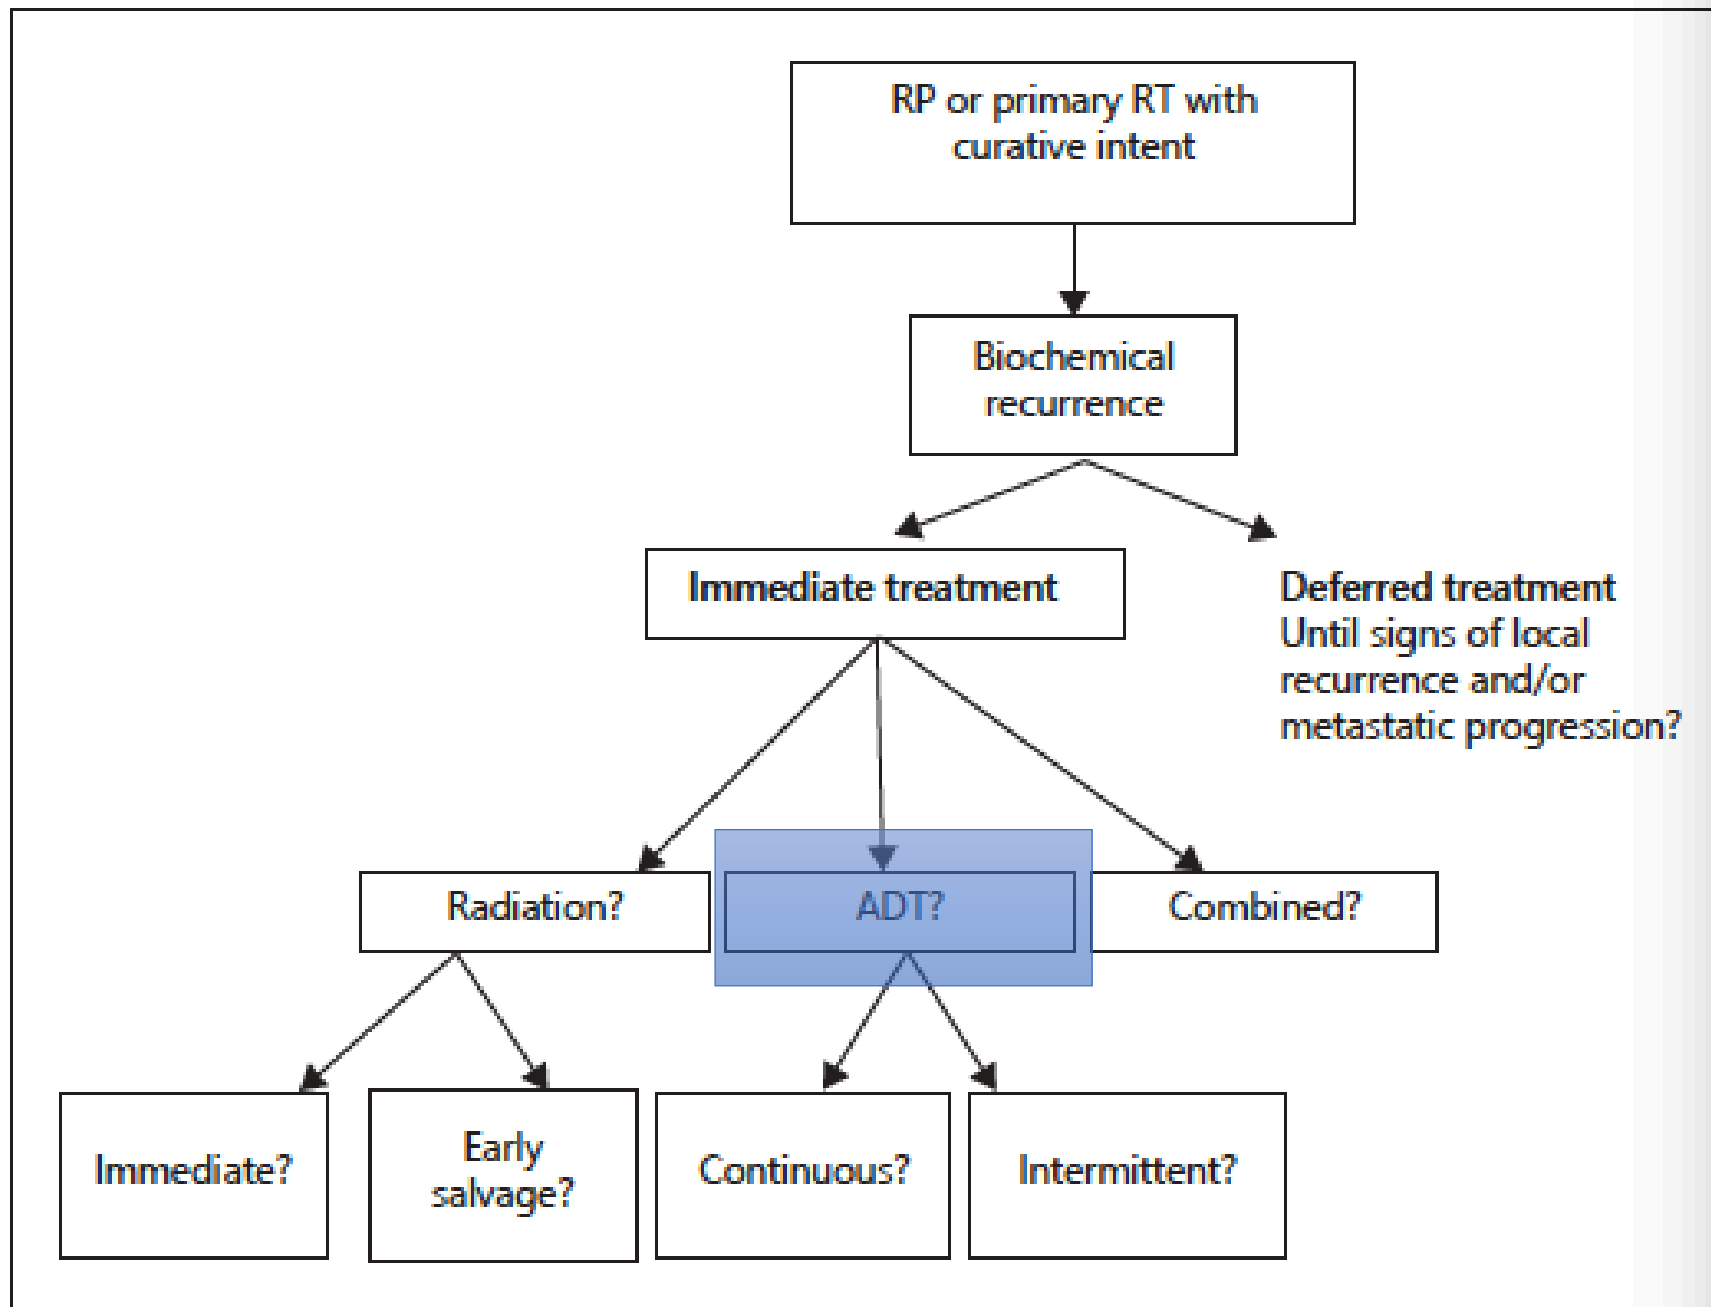 RP or primary RT with
curative intent
Biochemical
recurrence
Immediate treatment
Deferred treatment
Until signs of local
recurrence and/or
metastatic progression?
Radiation?
ADT?
Combined?
Immediate?
Early
salvage?
Continuous?
Intermittent?